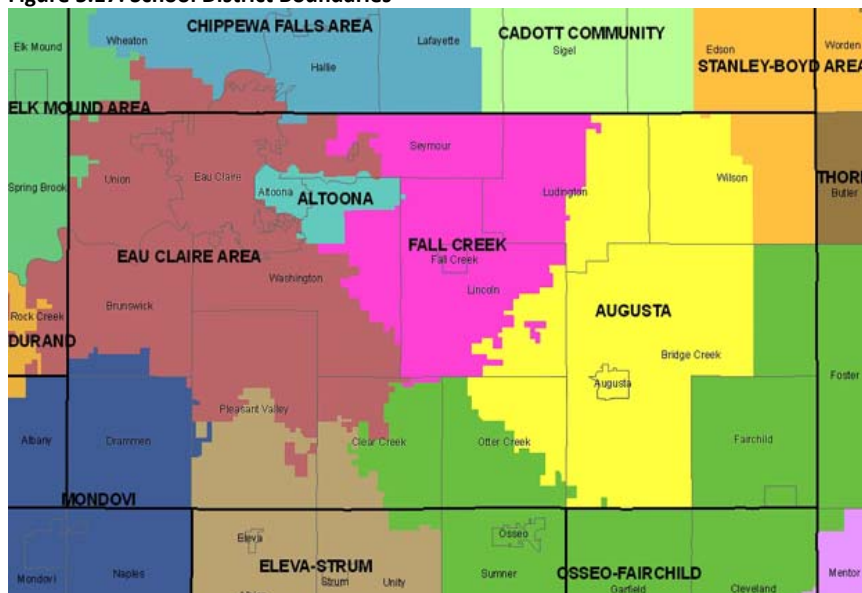 Figure 3.17: School District Boundaries
CHIPPEWA FALLS AREA
CADOTT COMMUNITY
Elk Mound
Wheaton
Lafayette
Sigel
Edson
Worden
STANLEY-BOYD AREA
Hallie
ELK MOUND AREA
Seymour
Spring Brook
Union
Eau Claire
Altoona
ALTOONA
Ludington
Wilson
THORP
Butler
EAU CLAIRE AREA
FALL CREEK
Fall Creek
Washington
Lincoln
Brunswick
Rock Creek
AUGUSTA
DURAND
Bridge Creek
Augusta
Foster
Pleasant Valley
Albany
Drammen
Clear Creek
Otter Creek
Fairchild
MONDOVI
Eleva
Osseo
ELEVA-STRUM
OSSEO-FAIRCHILD
Mondovi
Naples
Strum
Unity
Sumner
Garfield
Cleveland
Mentor